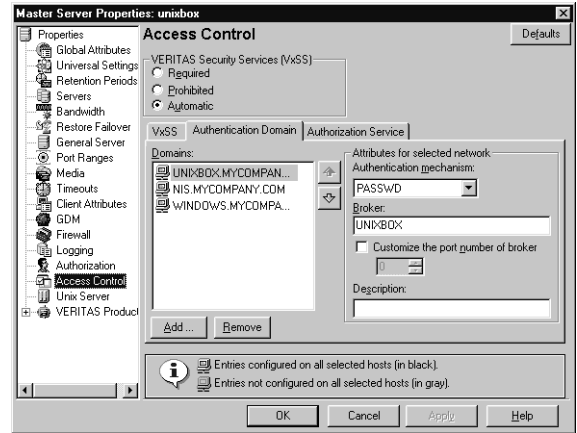 Master Server Properties: unixbox
Properties
Global Attributes
Universal Settings
Retention Periods
Servers
Bandwidth
Restore Failover
General Server
Port Ranges
Media
Timeouts
Client Attributes
GDM
Firewall
Logging
Authorization
Access Control
Unix Server
VERITAS Product
Access Control
Defaults
VERITAS Security Services (VxSS)
Required
Prohibited
Automatic
VxSS Authentication Domain Authorization Service
Domains:
UNIXBOX.MYCOMPAN...
NIS.MYCOMPANY.COM
WINDOWS.MYCOMPA...
Add ... Remove
Attributes for selected network
Authentication mechanism:
PASSWD
Broker:
UNIXBOX
Customize the port number of broker
0
Description:
Entries configured on all selected hosts (in black).
Entries not configured on all selected hosts (in gray).
OK Cancel Apply Help